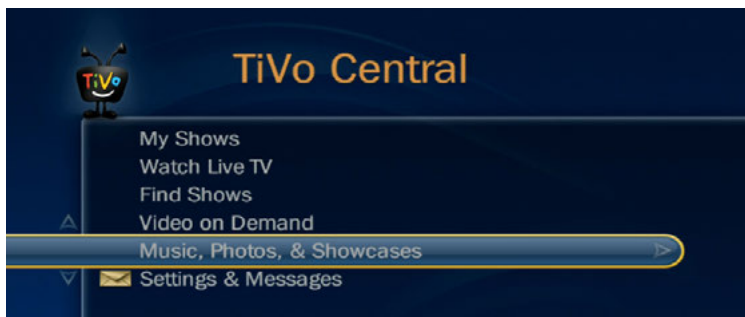 TiVo
TiVo Central
My Shows
Watch Live TV
Find Shows
Video on Demand
Music, Photos, & Showcases
Settings & Messages